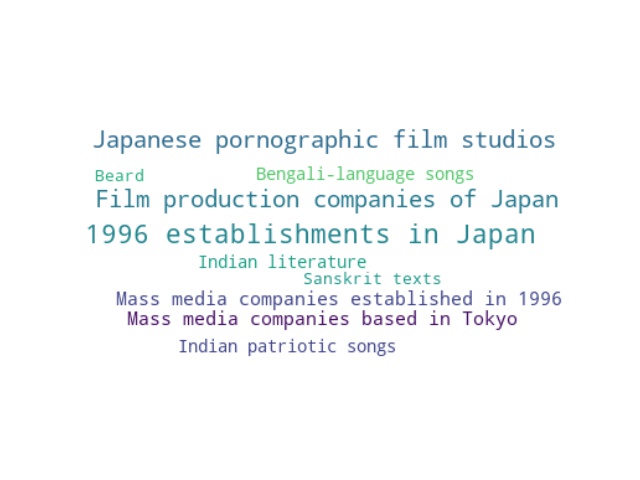 Japanese pornographic film studios
Beard
Bengali-language songs
Film production companies of Japan
1996 establishments in Japan
Indian literature
Sanskrit texts
Mass media companies established in 1996
Mass media companies based in Tokyo
Indian patriotic songs